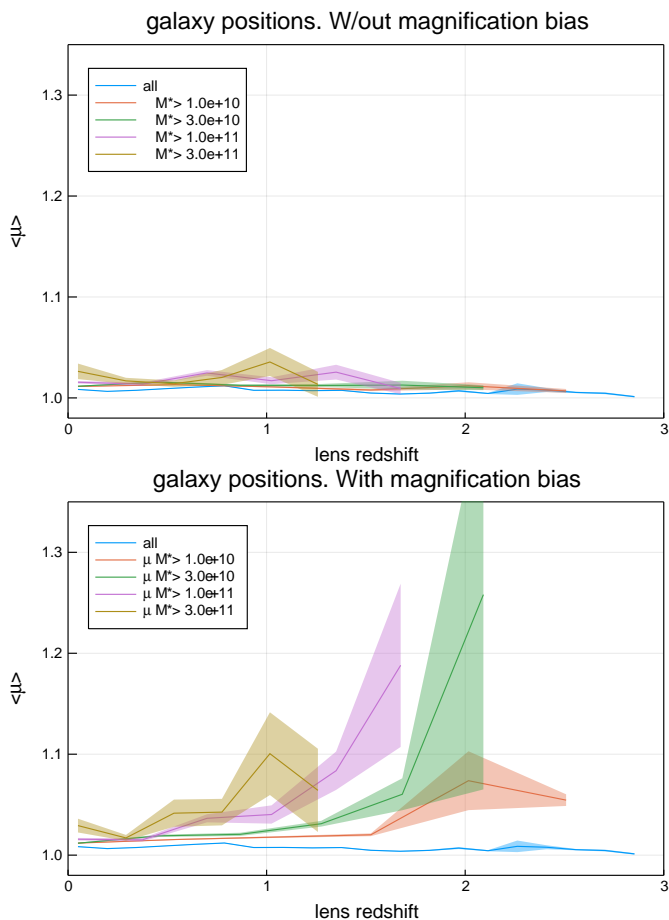 galaxy positions. W/out magnification bias
1.3
1.2
1.1
1.0
<μ>
all
M*> 1.0e+10
M*> 3.0e+10
M*> 1.0e+11
M*> 3.0e+11
0 1 2 3
lens redshift
galaxy positions. With magnification bias
1.3
1.2
1.1
1.0
<μ>
all
μ M*> 1.0e+10
μ M*> 3.0e+10
μ M*> 1.0e+11
μ M*> 3.0e+11
0 1 2 3
lens redshift